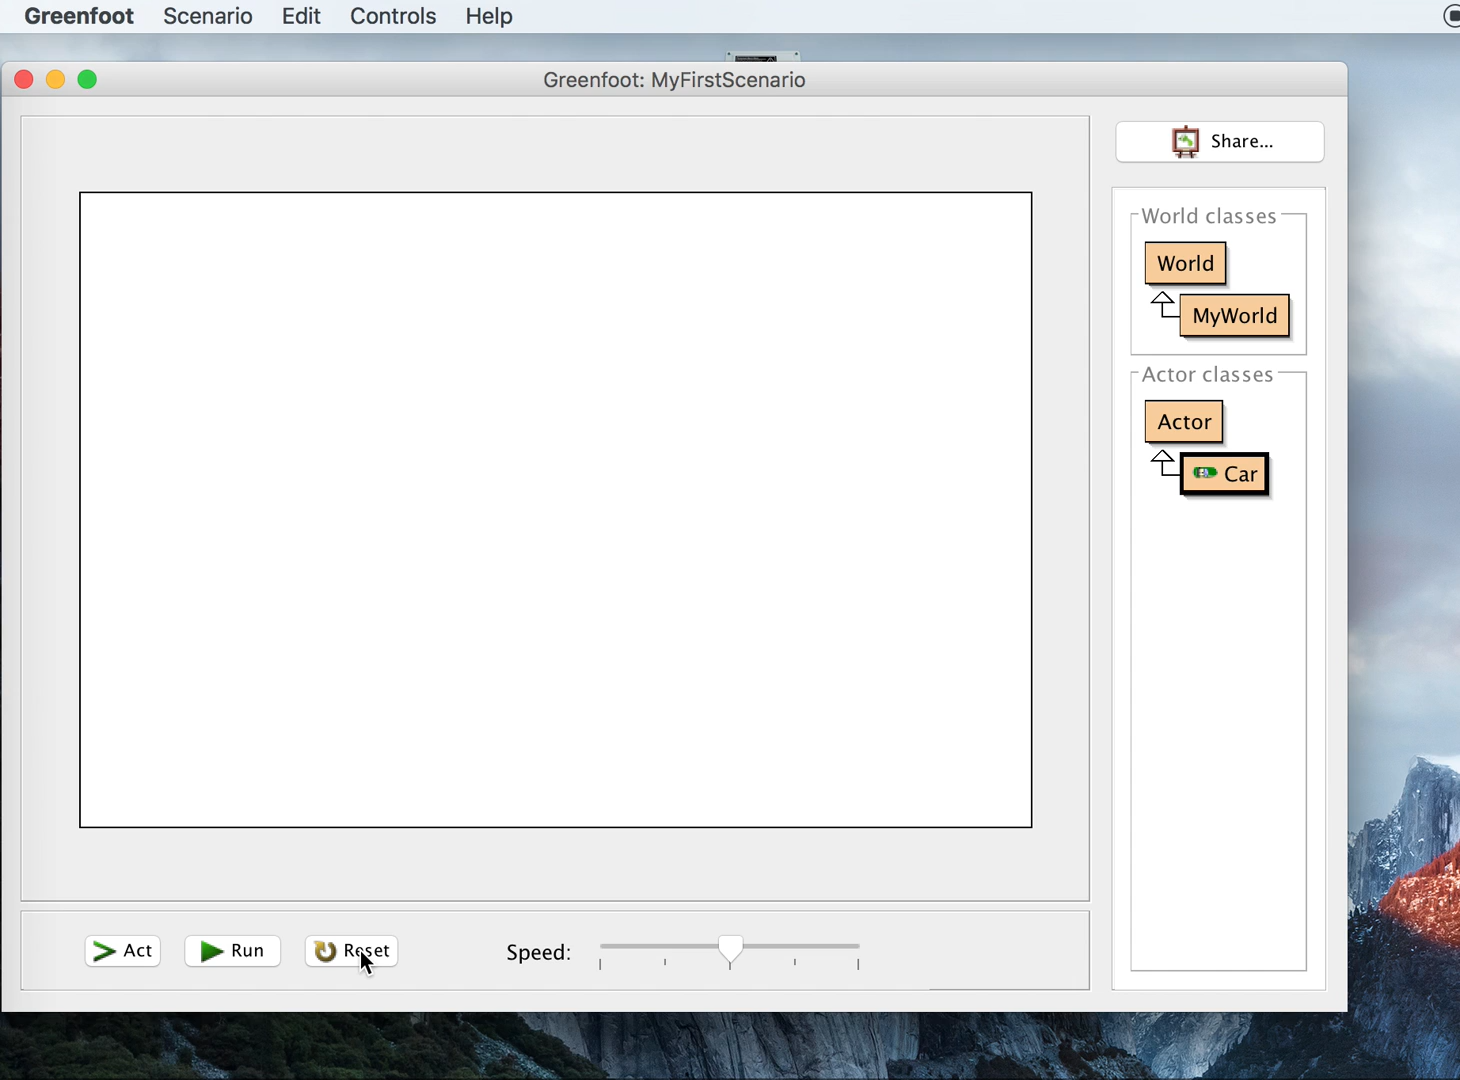 Greenfoot Scenario Edit Controls Help
Greenfoot: MyFirstScenario
Share...
World classes
World
MyWorld
Actor classes
Actor
Car
Act Run Reset Speed: